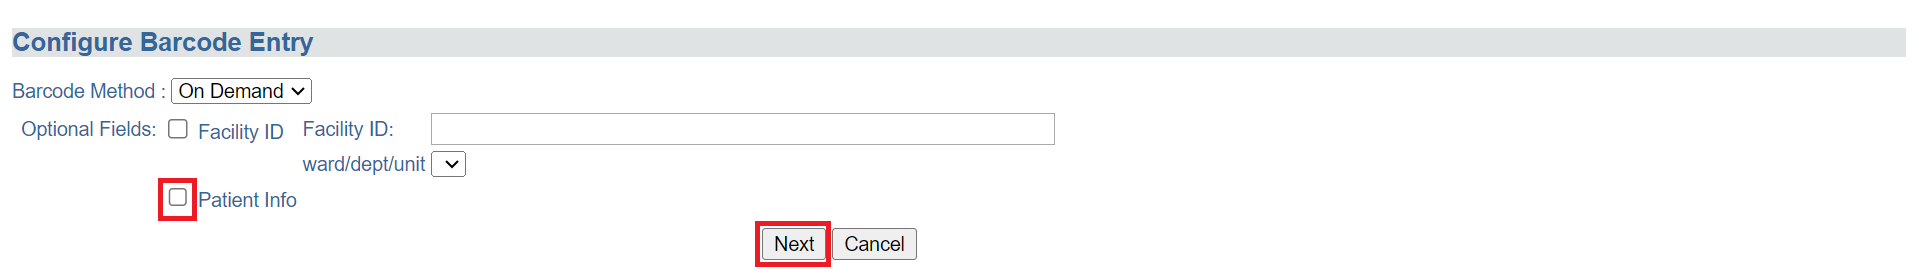 Configure Barcode Entry
Barcode Method : On Demand
Optional Fields: Facility ID Facility ID:
ward/dept/unit
Patient Info
Next Cancel